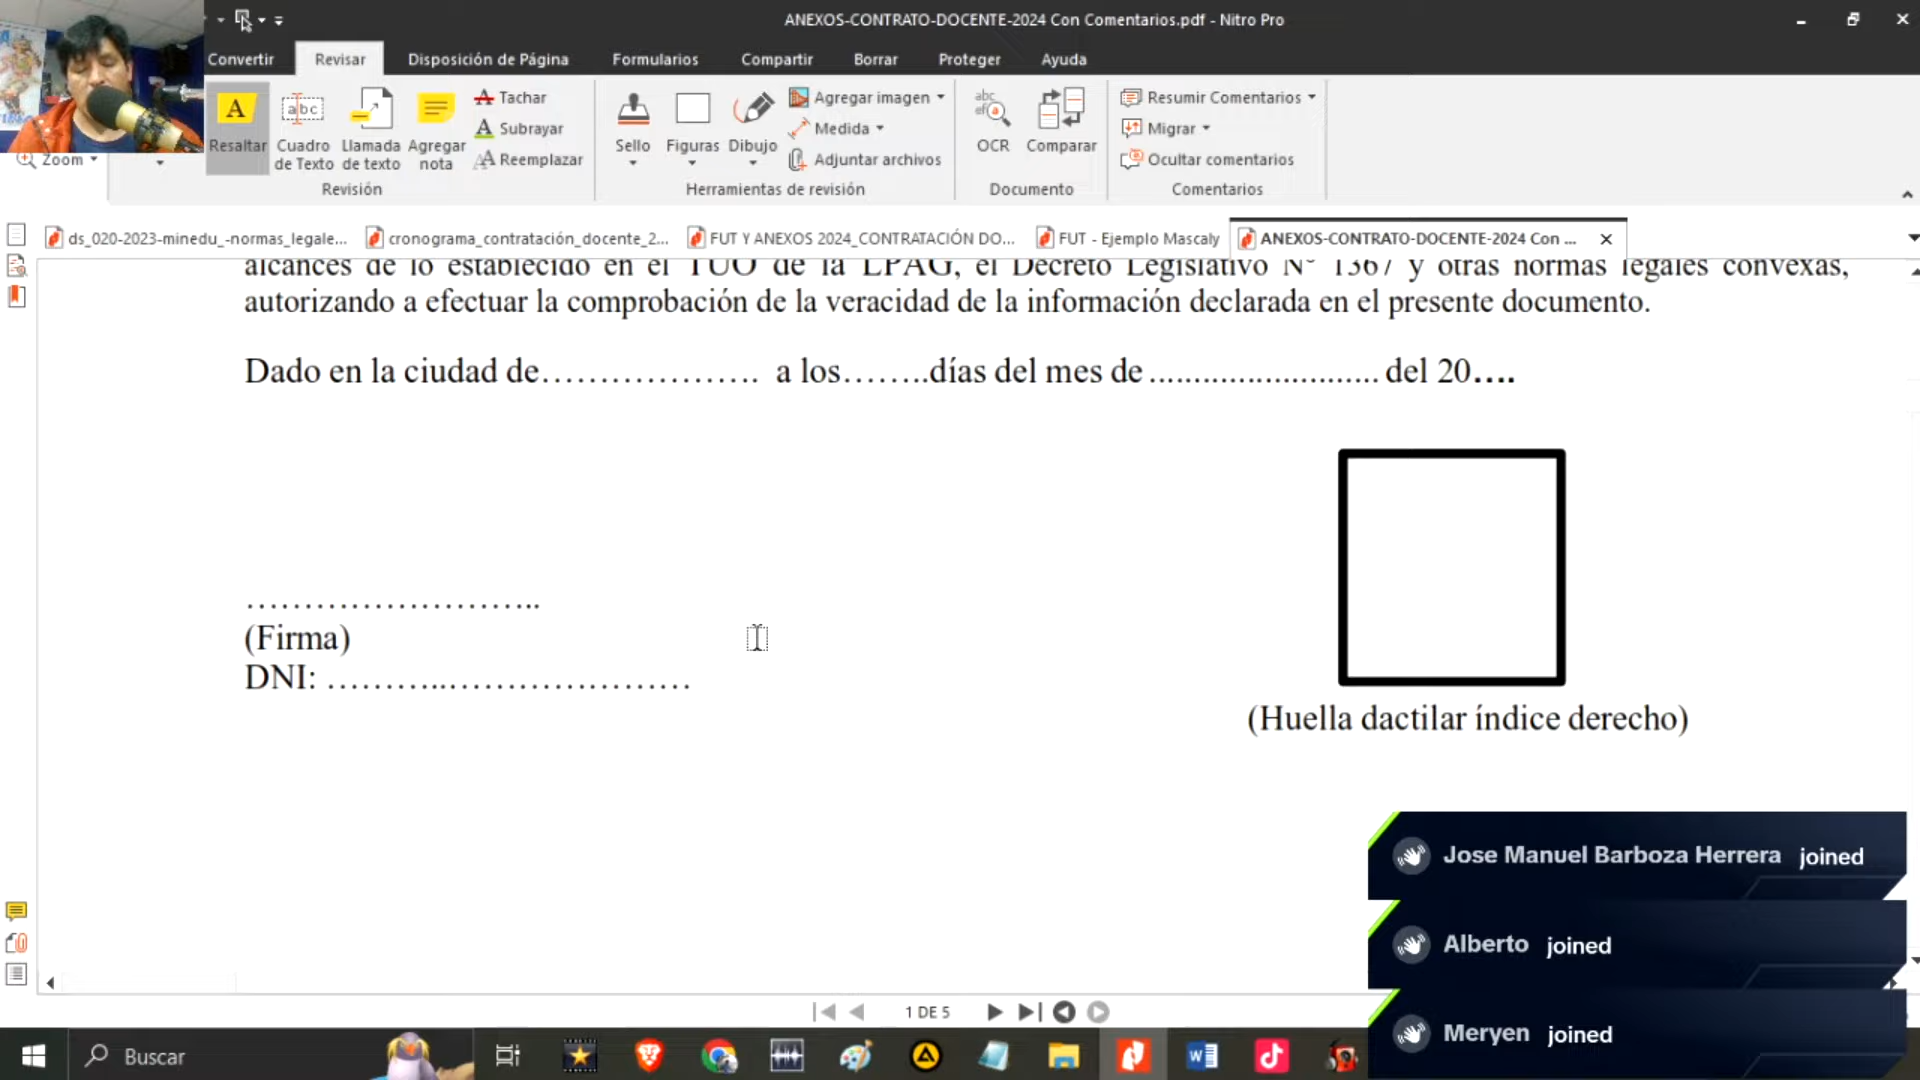 ANEXOS-CONTRATO-DOCENTE-2024 Con Comentarios.pdf - Nitro Pro
Convertir Revisar Disposición de Página Formularios Compartir Borrar Proteger Ayuda
Zoom
A
Resaltar
abc
Cuadro de Texto
Llamada de texto
Agregar nota
Tachar
Subrayar
Reemplazar
Revisión
Sello
Figuras
Dibujo
Agregar imagen
Medida
Adjuntar archivos
Herramientas de revisión
OCR
Comparar
Documento
Resumir Comentarios
Migrar
Ocultar comentarios
Comentarios
ds_020-2023-minedu_-normas_legale...
cronograma_contratación_docente_2...
FUT Y ANEXOS 2024_CONTRATACIÓN DO...
FUT - Ejemplo Mascaly
ANEXOS-CONTRATO-DOCENTE-2024 Con ...
alcances de lo establecido en el TUO de la LPAG, el Decreto Legislativo N° 1367 y otras normas legales convexas,
autorizando a efectuar la comprobación de la veracidad de la información declarada en el presente documento.
Dado en la ciudad de…………………. a los……..días del mes de .......................... del 20....
………………………..
(Firma)
DNI: ………..……………………
(Huella dactilar índice derecho)
Jose Manuel Barboza Herrera joined
Alberto joined
Meryen joined
1 DE 5
Buscar